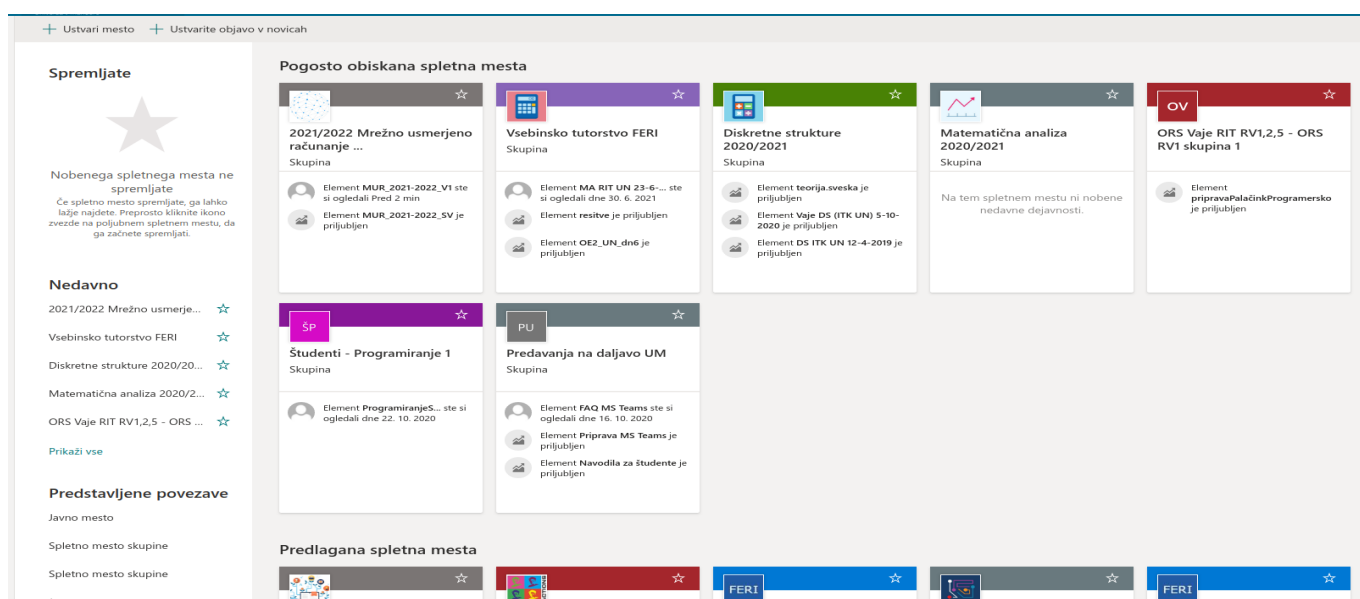 Ustvari mesto
Ustvarite objavo v novicah
Spremljate
Nobenega spletnega mesta ne
spremljate
Če spletno mesto spremljate, ga lahko
lažje najdete. Preprosto kliknite ikono
zvezde na poljubnem spletnem mestu, da
ga začnete spremljati.
Nedavno
2021/2022 Mrežno usmerje...
Vsebinsko tutorstvo FERI
Diskretne strukture 2020/20...
Matematična analiza 2020/2...
ORS Vaje RIT RV1,2,5 - ORS ...
Prikaži vse
Predstavljene povezave
Javno mesto
Spletno mesto skupine
Spletno mesto skupine
Pogosto obiskana spletna mesta
2021/2022 Mrežno usmerjeno
računanje ...
Skupina
Element MUR_2021-2022_V1 ste
si ogledali Pred 2 min
Element MUR_2021-2022_SV je
priljubljen
Vsebinsko tutorstvo FERI
Skupina
Element MA RIT UN 23-6-... ste
si ogledali dne 30. 6. 2021
Element resitve je priljubljen
Element OE2_UN_dn6 je
priljubljen
Diskretne strukture
2020/2021
Skupina
Element teorija.sveska je
priljubljen
Element Vaje DS (ITK UN) 5-10-
2020 je priljubljen
Element DS ITK UN 12-4-2019 je
priljubljen
Matematična analiza
2020/2021
Skupina
Na tem spletnem mestu ni nobene
nedavne dejavnosti.
OV
ORS Vaje RIT RV1,2,5 - ORS
RV1 skupina 1
Element
pripravaPalačinkProgramersko
je priljubljen
ŠP
Študenti - Programiranje 1
Skupina
Element ProgramiranjeS... ste si
ogledali dne 22. 10. 2020
PU
Predavanja na daljavo UM
Skupina
Element FAQ MS Teams ste si
ogledali dne 16. 10. 2020
Element Priprava MS Teams je
priljubljen
Element Navodila za študente je
priljubljen
Predlagana spletna mesta
FERI
FERI